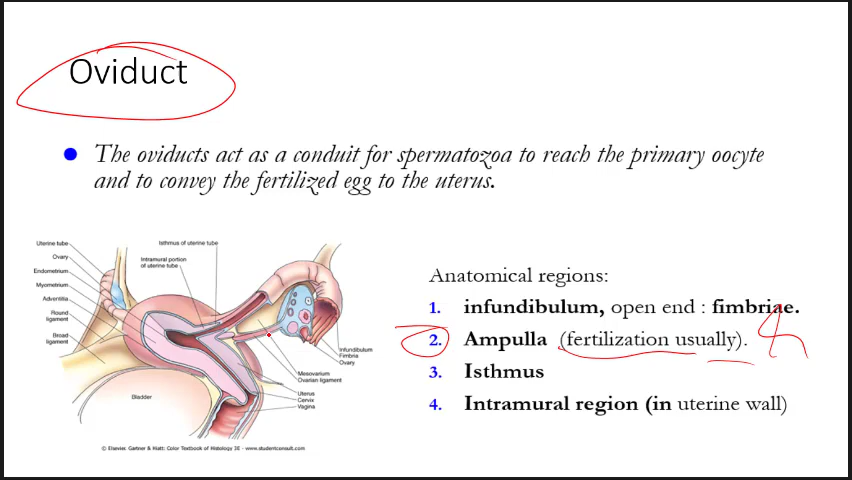 Oviduct
The oviducts act as a conduit for spermatozoa to reach the primary oocyte
and to convey the fertilized egg to the uterus.
Uterine tube
Ovary
Endometrium
Myometrium
Adventitia
Round
ligament
Broad
ligament
Isthmus of uterine tube
Intramural portion
of uterine tube
Infundibulum
Fimbria
Ovary
Mesovarium
Ovarian ligament
Uterus
Cervix
Vagina
Bladder
© Elsevier. Gartner & Hiatt: Color Textbook of Histology 3E - www.studentconsult.com
Anatomical regions:
1. infundibulum, open end : fimbriae.
2. Ampulla (fertilization usually).
3. Isthmus
4. Intramural region (in uterine wall)